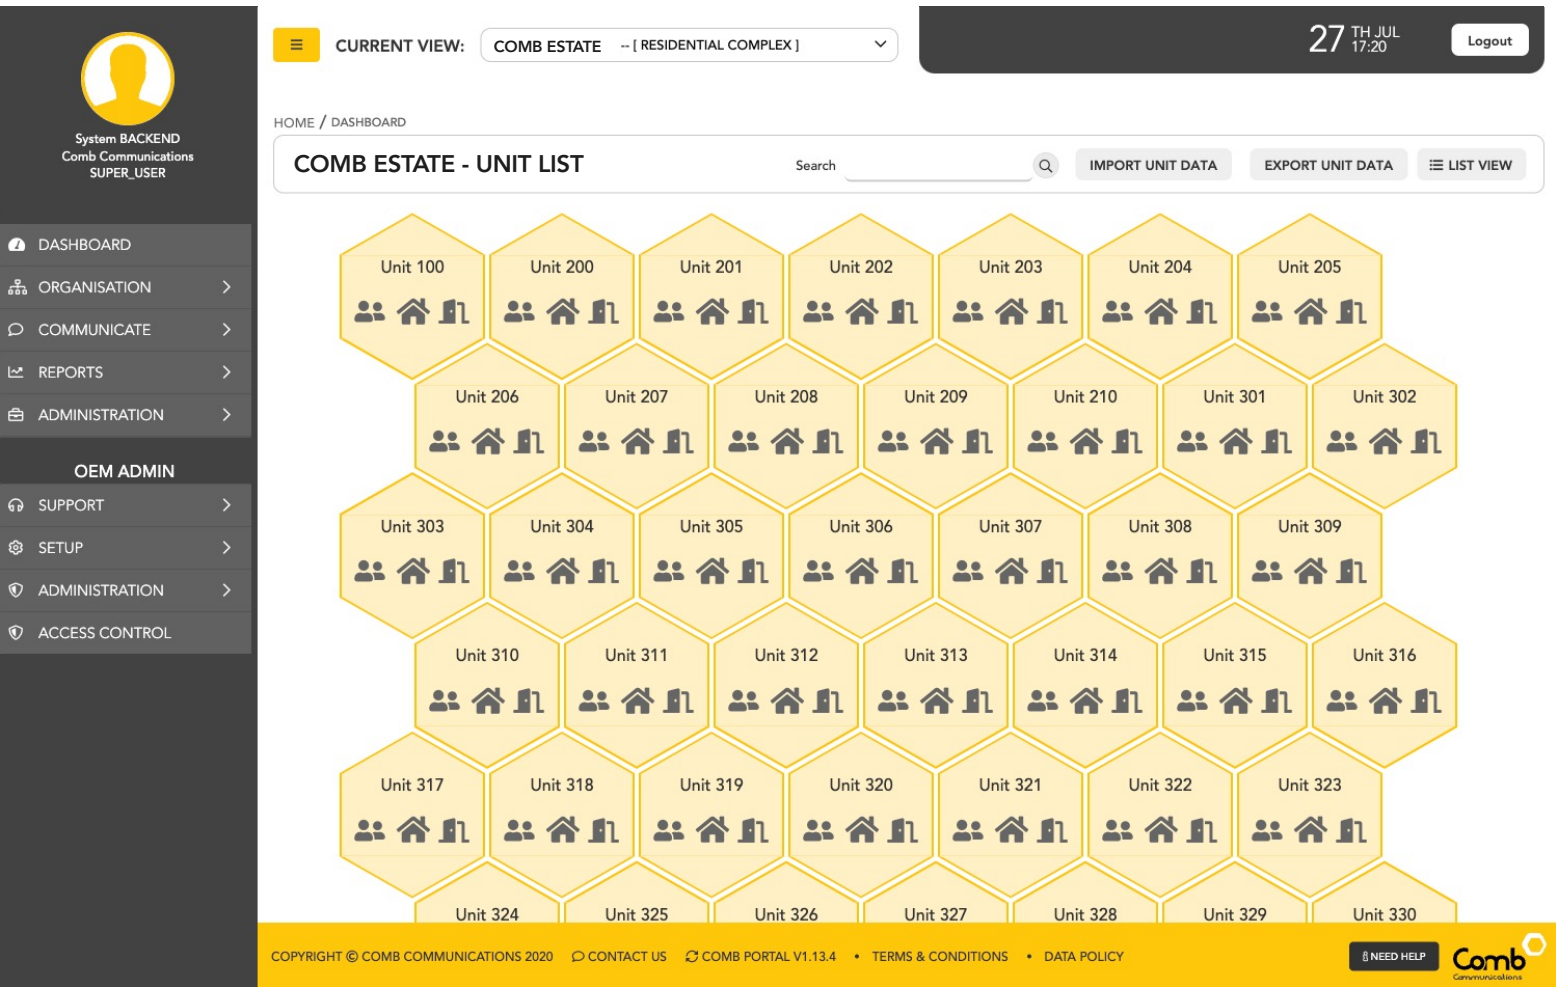 System BACKEND
Comb Communications
SUPER_USER
DASHBOARD
ORGANISATION
COMMUNICATE
REPORTS
ADMINISTRATION
OEM ADMIN
SUPPORT
SETUP
ADMINISTRATION
ACCESS CONTROL
CURRENT VIEW: COMB ESTATE -- [ RESIDENTIAL COMPLEX ]
27 TH JUL
17:20
Logout
HOME / DASHBOARD
COMB ESTATE - UNIT LIST
Search
IMPORT UNIT DATA
EXPORT UNIT DATA
LIST VIEW
Unit 100 Unit 200 Unit 201 Unit 202 Unit 203 Unit 204 Unit 205
Unit 206 Unit 207 Unit 208 Unit 209 Unit 210 Unit 301 Unit 302
Unit 303 Unit 304 Unit 305 Unit 306 Unit 307 Unit 308 Unit 309
Unit 310 Unit 311 Unit 312 Unit 313 Unit 314 Unit 315 Unit 316
Unit 317 Unit 318 Unit 319 Unit 320 Unit 321 Unit 322 Unit 323
Unit 324 Unit 325 Unit 326 Unit 327 Unit 328 Unit 329 Unit 330
COPYRIGHT © COMB COMMUNICATIONS 2020 CONTACT US COMB PORTAL V1.13.4 • TERMS & CONDITIONS • DATA POLICY
NEED HELP
Comb
Communications